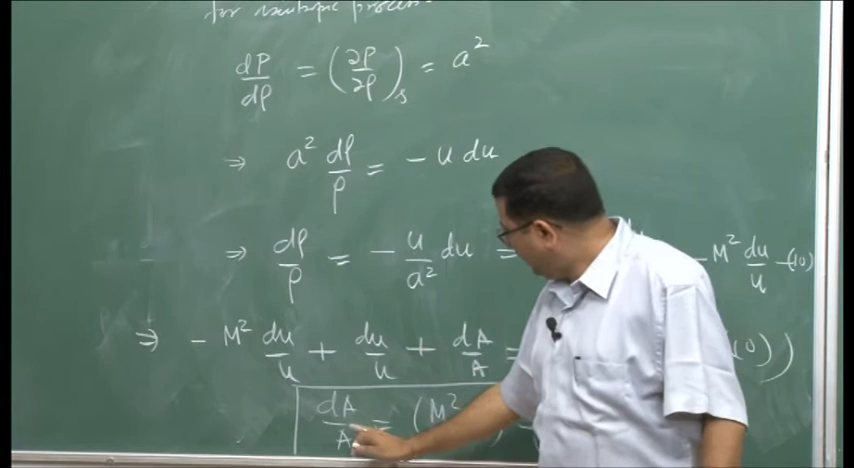 for isentropic process.
dP/dρ = (∂P/∂ρ)_s = a²
⇒ a² dρ/ρ = - u du
⇒ dρ/ρ = - u/a² du = - M² du/u - (10)
⇒ - M² du/u + du/u + dA/A = (10))
dA/A = (M²